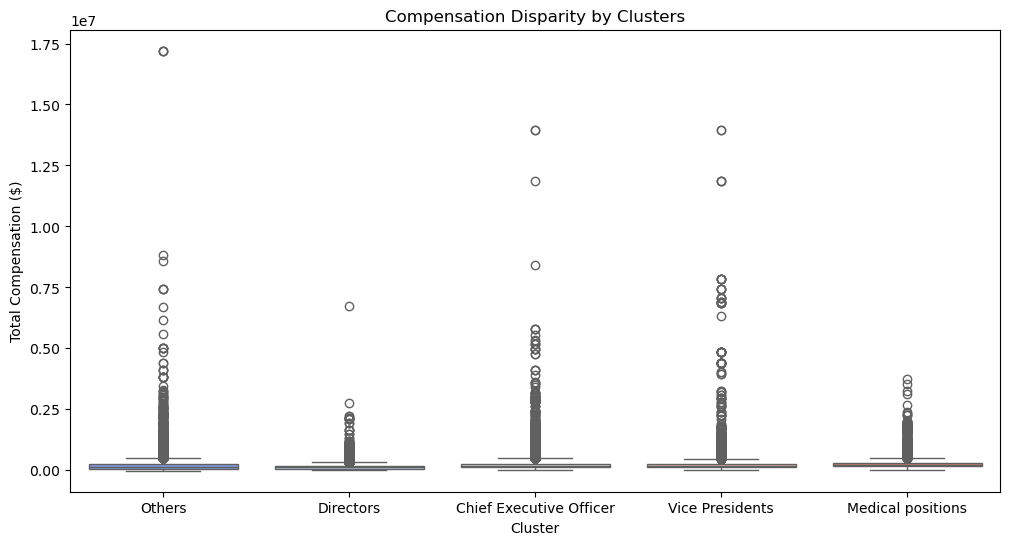 Compensation Disparity by Clusters
1e7
1.75
1.50
1.25
1.00
0.75
0.50
0.25
0.00
Total Compensation ($)
Others Directors Chief Executive Officer Vice Presidents Medical positions
Cluster